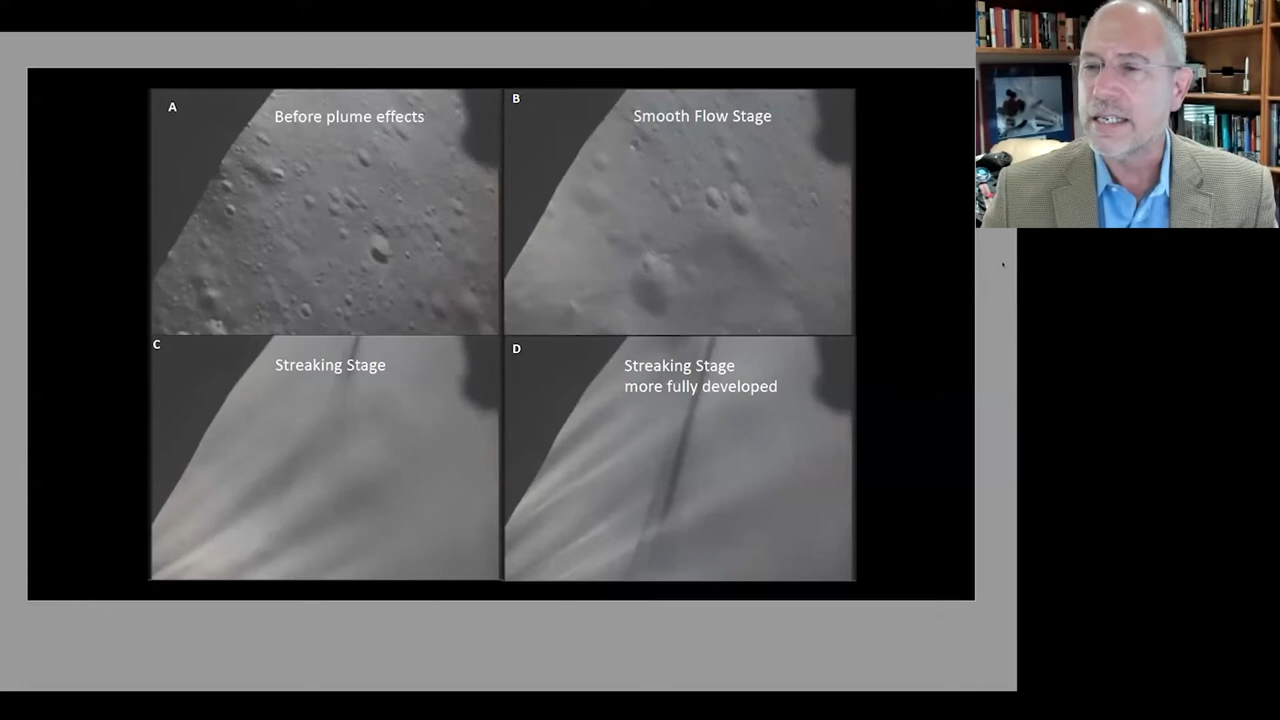 A
Before plume effects
B
Smooth Flow Stage
C
Streaking Stage
D
Streaking Stage
more fully developed